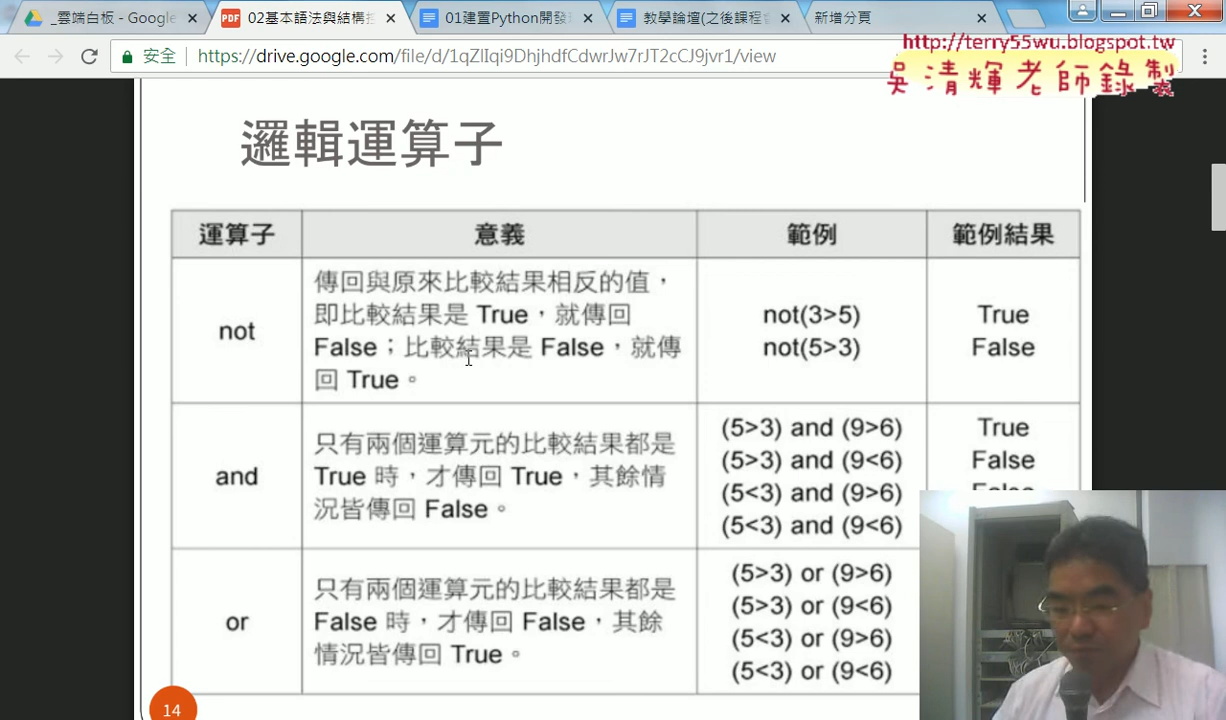 _雲端白板 - Google
02基本語法與結構
01建置Python開發
教學論壇(之後課程
新增分頁
安全
https://drive.google.com/file/d/1qZlIqi9DhjhdfCdwrJw7rJT2cCJ9jvr1/view
http://terry55wu.blogspot.tw
吳清輝老師錄製
邏輯運算子
運算子 意義 範例 範例結果
傳回與原來比較結果相反的值，
即比較結果是 True，就傳回
False；比較結果是 False，就傳
回 True。
not
not(3>5) True
not(5>3) False
只有兩個運算元的比較結果都是
True 時，才傳回 True，其餘情
況皆傳回 False。
and
(5>3) and (9>6) True
(5>3) and (9<6) False
(5<3) and (9>6) False
(5<3) and (9<6)
只有兩個運算元的比較結果都是
False 時，才傳回 False，其餘
情況皆傳回 True。
or
(5>3) or (9>6)
(5>3) or (9<6)
(5<3) or (9>6)
(5<3) or (9<6)
14